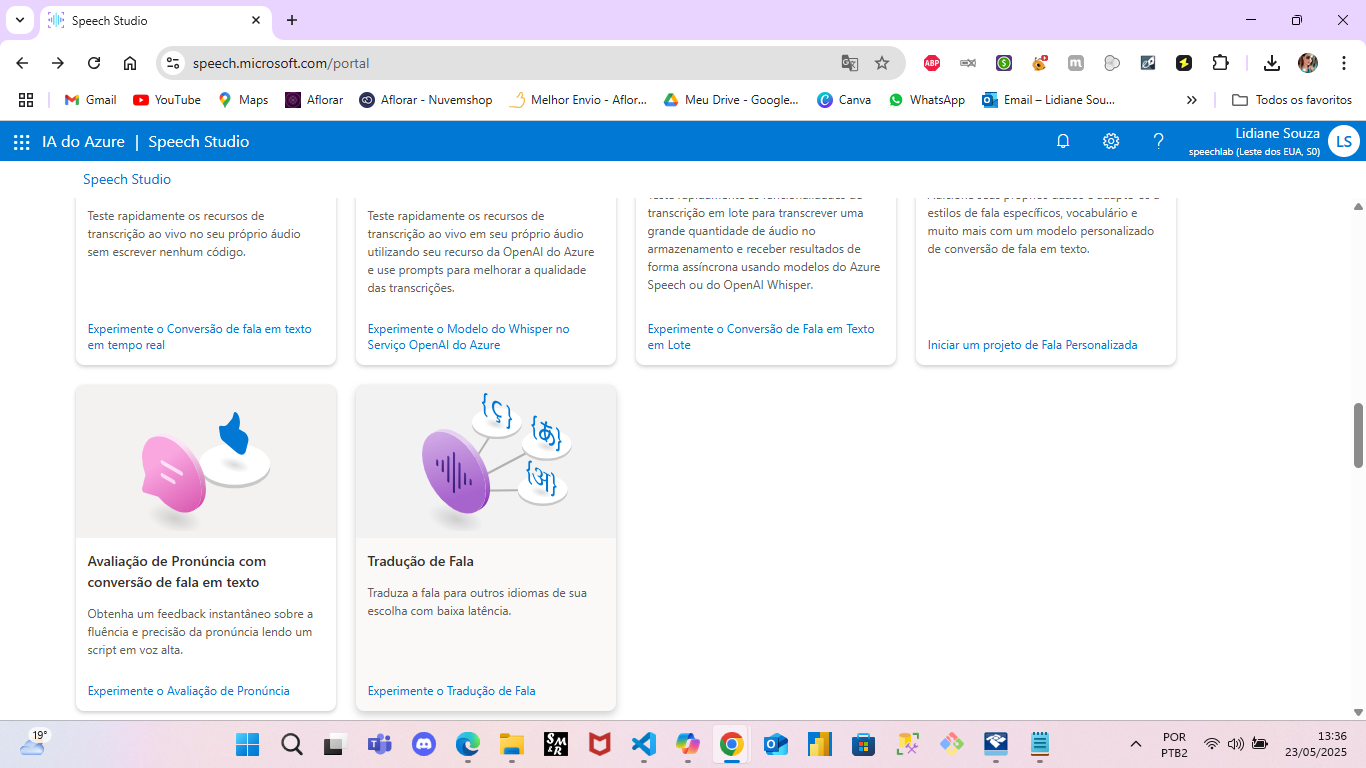 Speech Studio
speech.microsoft.com/portal
Gmail
YouTube
Maps
Aflorar
Aflorar - Nuvemshop
Melhor Envio - Aflor...
Meu Drive - Google...
Canva
WhatsApp
Email – Lidiane Sou...
Todos os favoritos
IA do Azure | Speech Studio
Lidiane Souza
speechlab (Leste dos EUA, S0)
LS
Speech Studio
Teste rapidamente os recursos de
transcrição ao vivo no seu próprio áudio
sem escrever nenhum código.
Experimente o Conversão de fala em texto
em tempo real
Teste rapidamente os recursos de
transcrição ao vivo em seu próprio áudio
utilizando seu recurso da OpenAI do Azure
e use prompts para melhorar a qualidade
das transcrições.
Experimente o Modelo do Whisper no
Serviço OpenAI do Azure
Teste rapidamente as funcionalidades de
transcrição em lote para transcrever uma
grande quantidade de áudio no
armazenamento e receber resultados de
forma assíncrona usando modelos do Azure
Speech ou do OpenAI Whisper.
Experimente o Conversão de Fala em Texto
em Lote
estilos de fala específicos, vocabulário e
muito mais com um modelo personalizado
de conversão de fala em texto.
Iniciar um projeto de Fala Personalizada
{ç}
{あ}
{अ}
Avaliação de Pronúncia com
conversão de fala em texto
Obtenha um feedback instantâneo sobre a
fluência e precisão da pronúncia lendo um
script em voz alta.
Experimente o Avaliação de Pronúncia
Tradução de Fala
Traduza a fala para outros idiomas de sua
escolha com baixa latência.
Experimente o Tradução de Fala
19°
POR
PTB2
13:36
23/05/2025